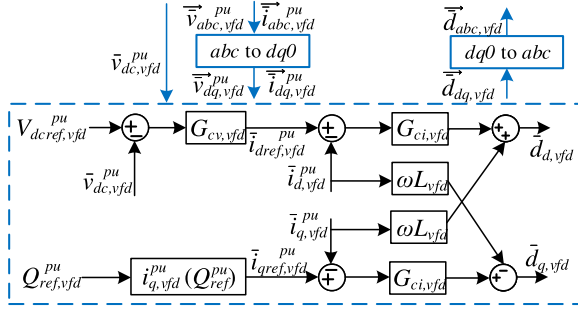 v̄_{dc,vfd}^{pu}
v⃗̄_{abc,vfd}^{pu} i⃗̄_{abc,vfd}^{pu}
abc to dq0
v⃗̄_{dq,vfd}^{pu} i⃗̄_{dq,vfd}^{pu}
d⃗̄_{abc,vfd}
dq0 to abc
d⃗̄_{dq,vfd}
V_{dcref,vfd}^{pu}
+ −
G_{cv,vfd}
ī_{dref,vfd}^{pu}
+ −
G_{ci,vfd}
+ +
d̄_{d,vfd}
v̄_{dc,vfd}^{pu}
ī_{d,vfd}^{pu}
ωL_{vfd}
ī_{q,vfd}^{pu}
ωL_{vfd}
Q_{ref,vfd}^{pu}
i_{q,vfd}^{pu}(Q_{ref}^{pu})
ī_{qref,vfd}^{pu}
+ −
G_{ci,vfd}
+ −
d̄_{q,vfd}